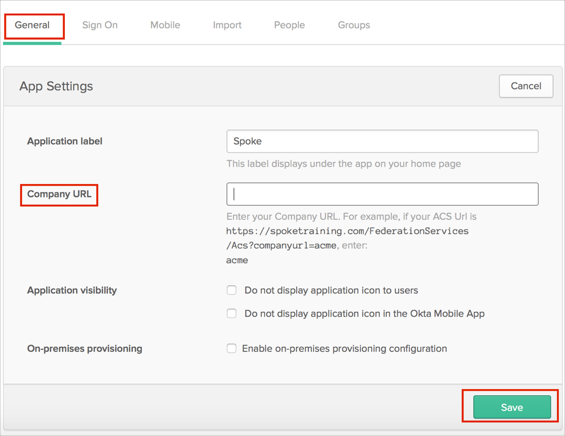 General Sign On Mobile Import People Groups
App Settings Cancel
Application label Spoke
This label displays under the app on your home page
Company URL
Enter your Company URL. For example, if your ACS Url is
https://spoketraining.com/FederationServices
/Acs?companyurl=acme, enter:
acme
Application visibility Do not display application icon to users
Do not display application icon in the Okta Mobile App
On-premises provisioning Enable on-premises provisioning configuration
Save